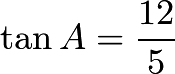 tan A = 12/5